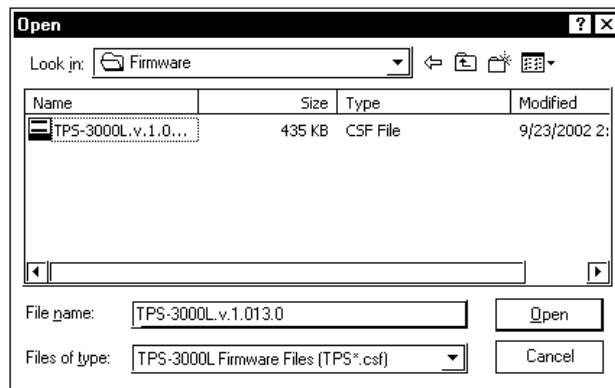 Open
Look in: Firmware
Name Size Type Modified
TPS-3000L.v.1.0... 435 KB CSF File 9/23/2002 2:
File name: TPS-3000L.v.1.013.0 Open
Files of type: TPS-3000L Firmware Files (TPS*.csf) Cancel